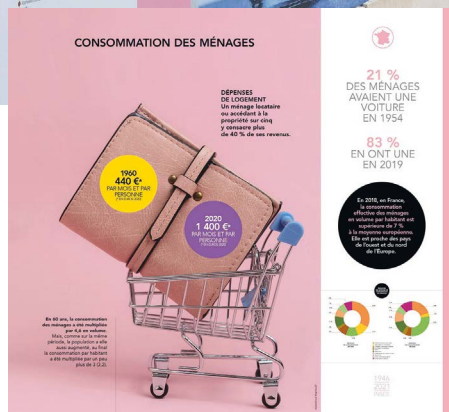 CONSOMMATION DES MÉNAGES
DÉPENSES
DE LOGEMENT
Un ménage locataire
ou accédant à la
propriété sur cinq
y consacre plus
de 40 % de ses revenus.
1960
440 €*
PAR MOIS ET PAR
PERSONNE
2020
1 400 €*
PAR MOIS ET PAR
PERSONNE
En 60 ans, la consommation
des ménages a été multipliée
par 4,6 en volume.
Mais, comme sur la même
période, la population a elle
aussi augmenté, au final
la consommation par habitant
a été multipliée par un peu
plus de 3 (3,2).
21 %
DES MÉNAGES
AVAIENT UNE
VOITURE
EN 1954
83 %
EN ONT UNE
EN 2019
En 2018, en France,
la consommation
effective des ménages
en volume par habitant est
supérieure de 7 %
à la moyenne européenne.
Elle est proche des pays
de l'ouest et du nord
de l'Europe.